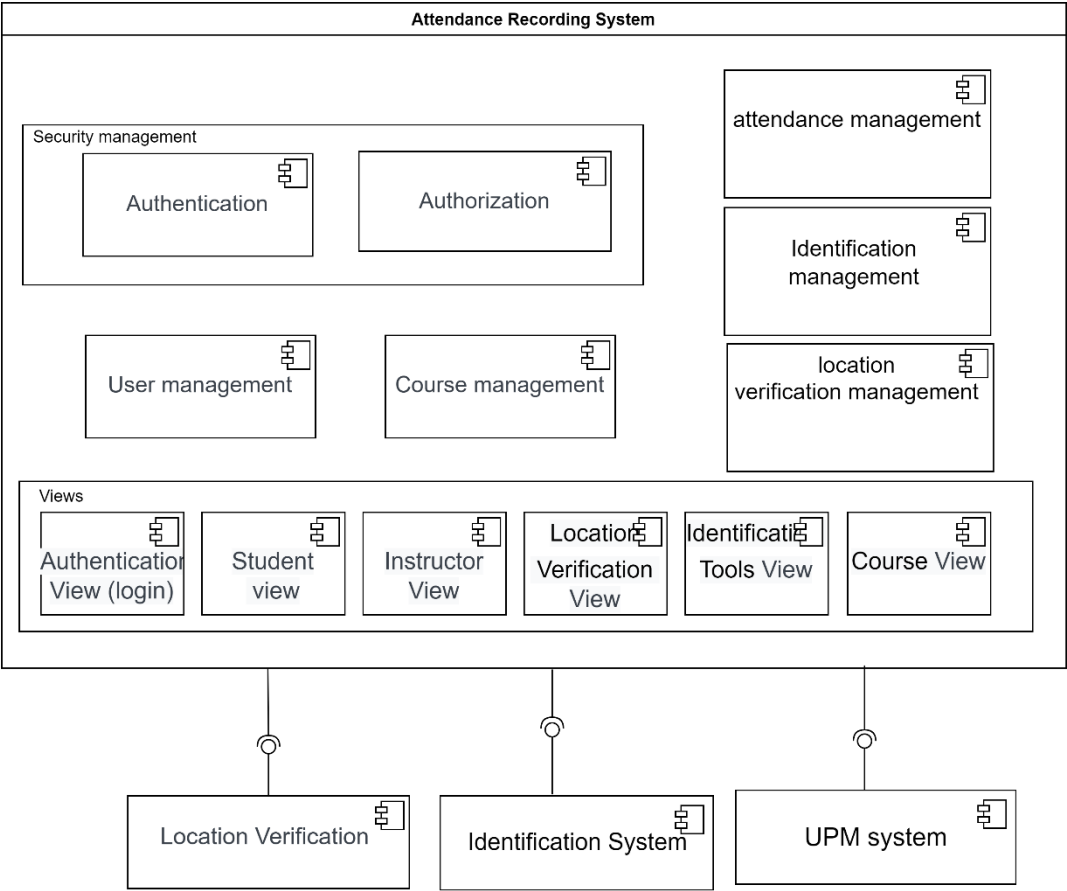 Attendance Recording System
Security management
Authentication
Authorization
attendance management
Identification
management
User management
Course management
location
verification management
Views
Authentication
View (login)
Student
view
Instructor
View
Location
Verification
View
Identificati
Tools View
Course View
Location Verification
Identification System
UPM system